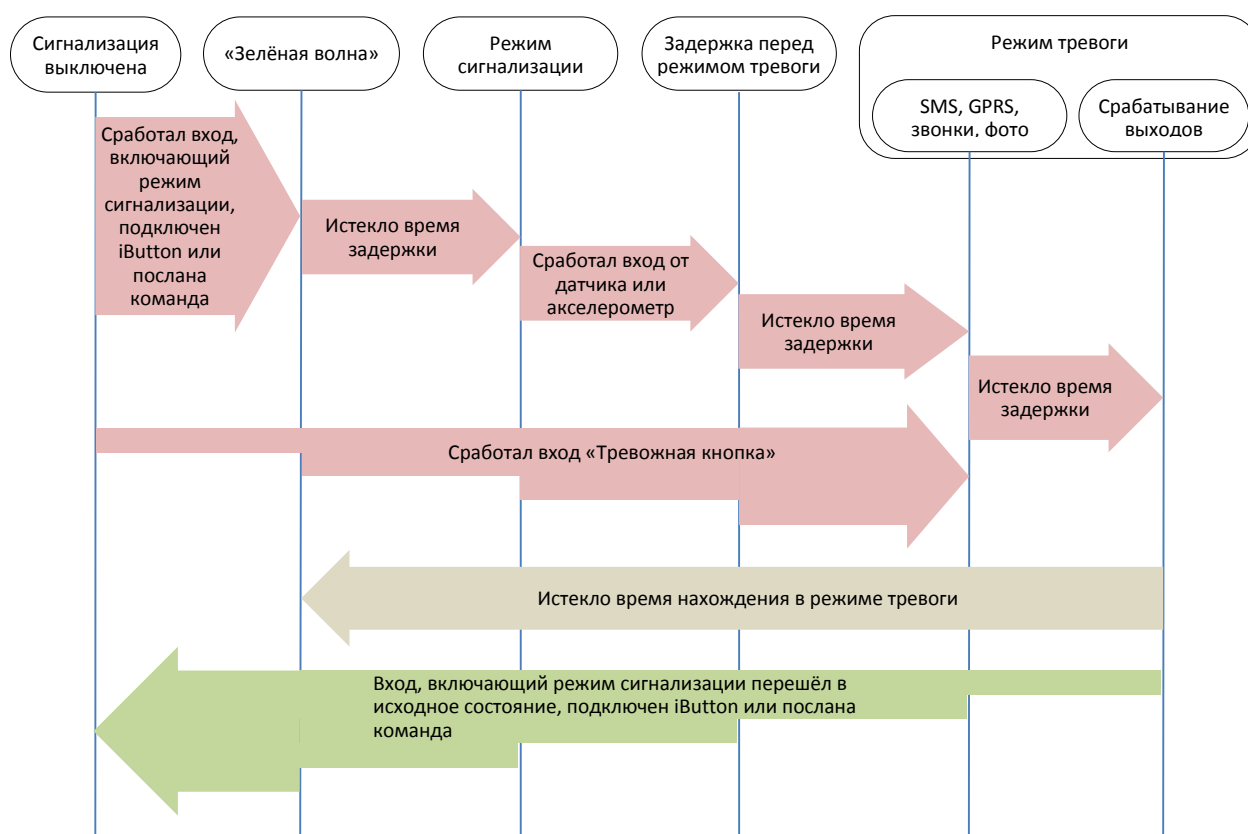 Сигнализация
выключена
«Зелёная волна»
Режим
сигнализации
Задержка перед
режимом тревоги
Режим тревоги
SMS, GPRS,
звонки, фото
Срабатывание
выходов
Сработал вход,
включающий
режим
сигнализации,
подключен
iButton или
послана
команда
Истекло время
задержки
Сработал вход от
датчика или
акселерометр
Истекло время
задержки
Истекло время
задержки
Сработал вход «Тревожная кнопка»
Истекло время нахождения в режиме тревоги
Вход, включающий режим сигнализации перешёл в
исходное состояние, подключен iButton или послана
команда